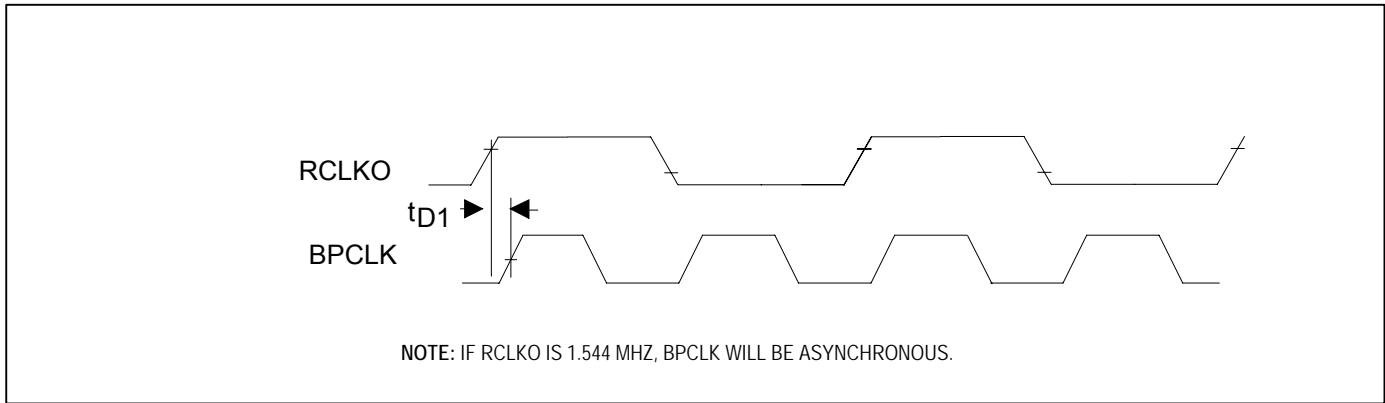 RCLKO
tD1
BPCLK
NOTE: IF RCLKO IS 1.544 MHZ, BPCLK WILL BE ASYNCHRONOUS.